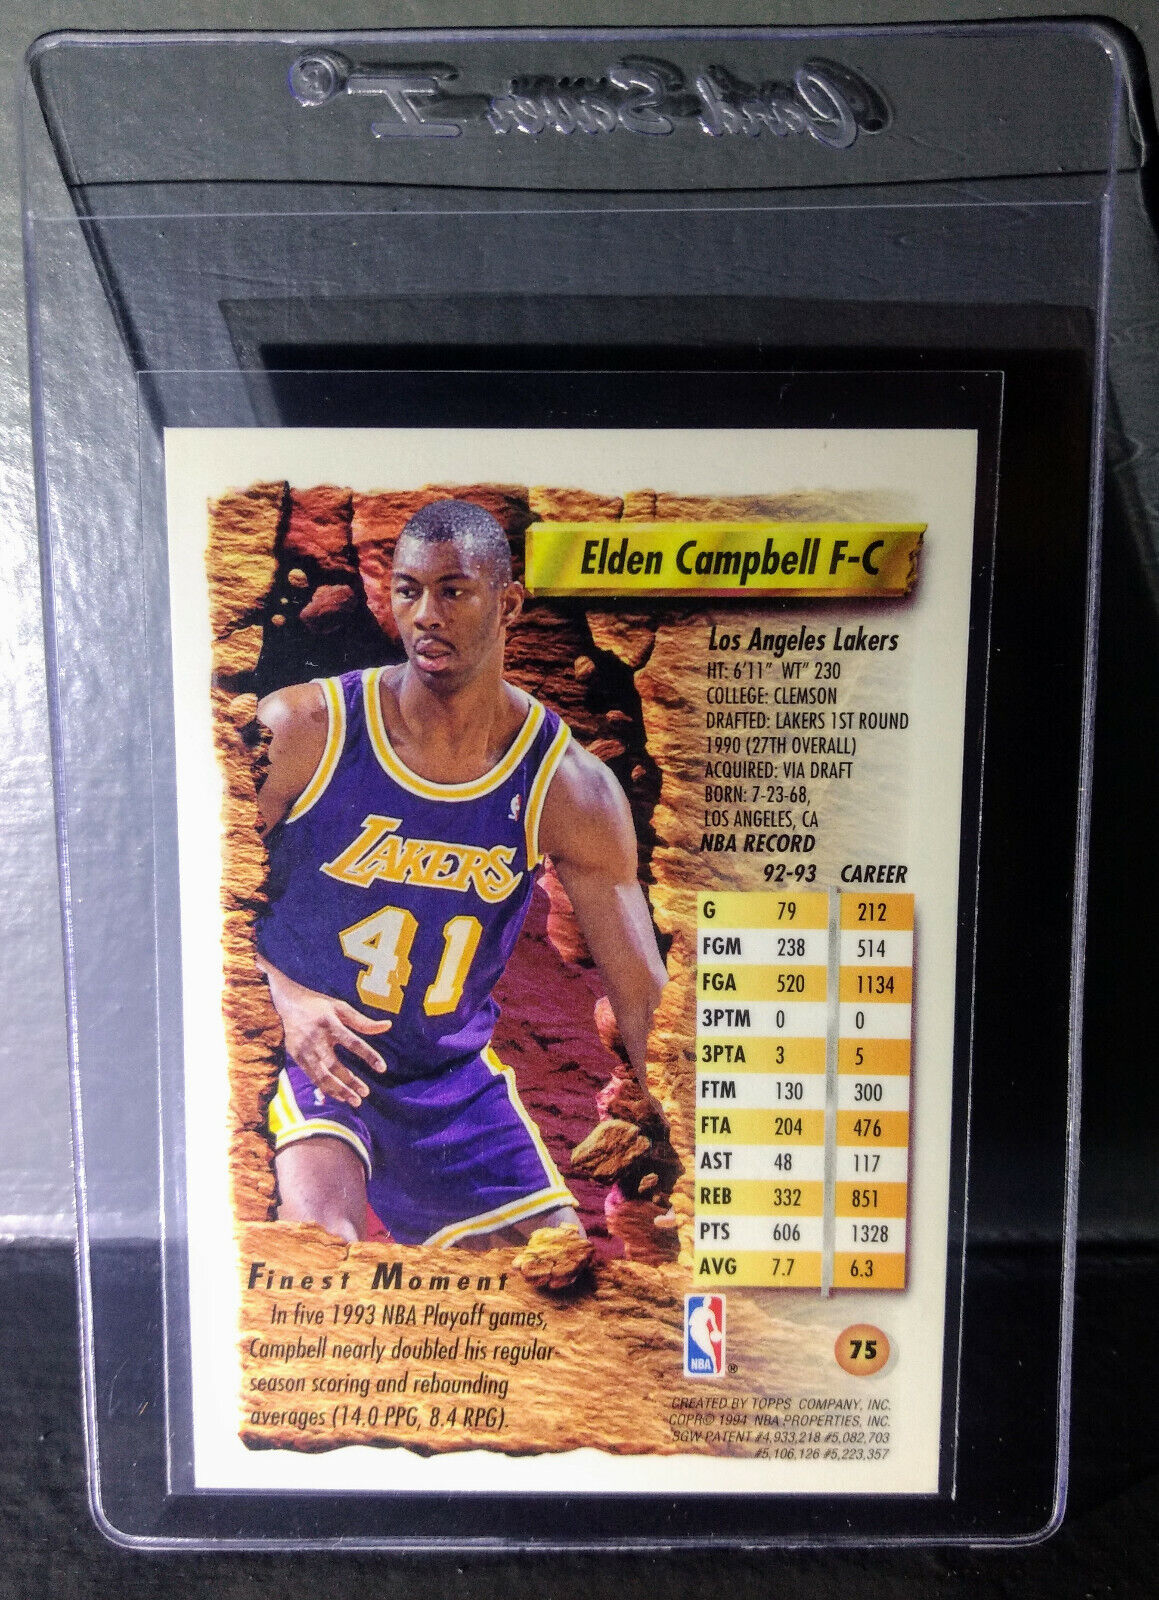 Card Saver I®
Elden Campbell F-C
Los Angeles Lakers
HT: 6'11" WT" 230
COLLEGE: CLEMSON
DRAFTED: LAKERS 1ST ROUND
1990 (27TH OVERALL)
ACQUIRED: VIA DRAFT
BORN: 7-23-68,
LOS ANGELES, CA
NBA RECORD
92-93 CAREER
G 79 212
FGM 238 514
FGA 520 1134
3PTM 0 0
3PTA 3 5
FTM 130 300
FTA 204 476
AST 48 117
REB 332 851
PTS 606 1328
AVG 7.7 6.3
LAKERS
41
Finest Moment
In five 1993 NBA Playoff games,
Campbell nearly doubled his regular-
season scoring and rebounding
averages (14.0 PPG, 8.4 RPG).
NBA ®
75
CREATED BY TOPPS COMPANY, INC.
COPR© 1994 NBA PROPERTIES, INC.
SGW PATENT #4,933,218 #5,082,703
#5,106,126 #5,223,357